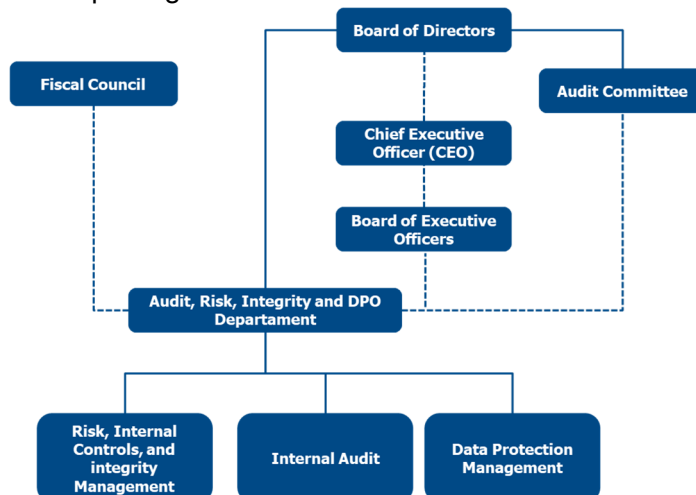 Board of Directors
Fiscal Council
Audit Committee
Chief Executive
Officer (CEO)
Board of Executive
Officers
Audit, Risk, Integrity and DPO
Departament
Risk, Internal
Controls, and
integrity
Management
Internal Audit
Data Protection
Management